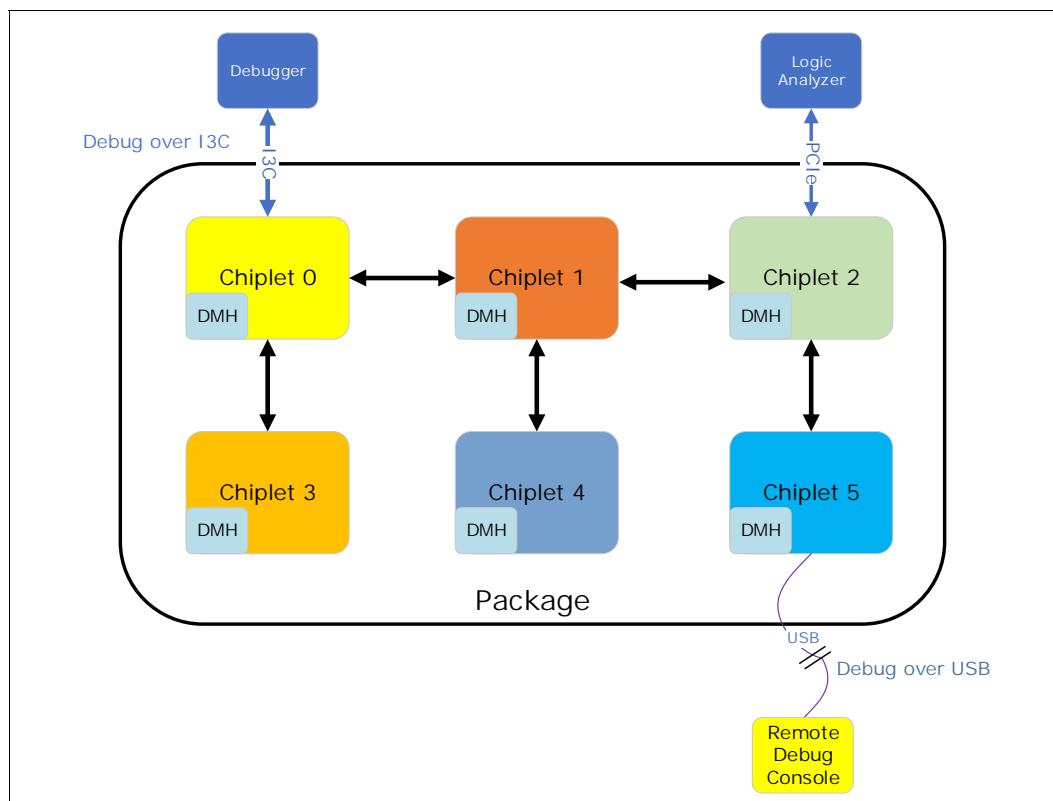 Debugger
Logic
Analyzer
Debug over I3C
I3C
PCIe
Chiplet 0
DMH
Chiplet 1
DMH
Chiplet 2
DMH
Chiplet 3
DMH
Chiplet 4
DMH
Chiplet 5
DMH
Package
USB
Debug over USB
Remote
Debug
Console